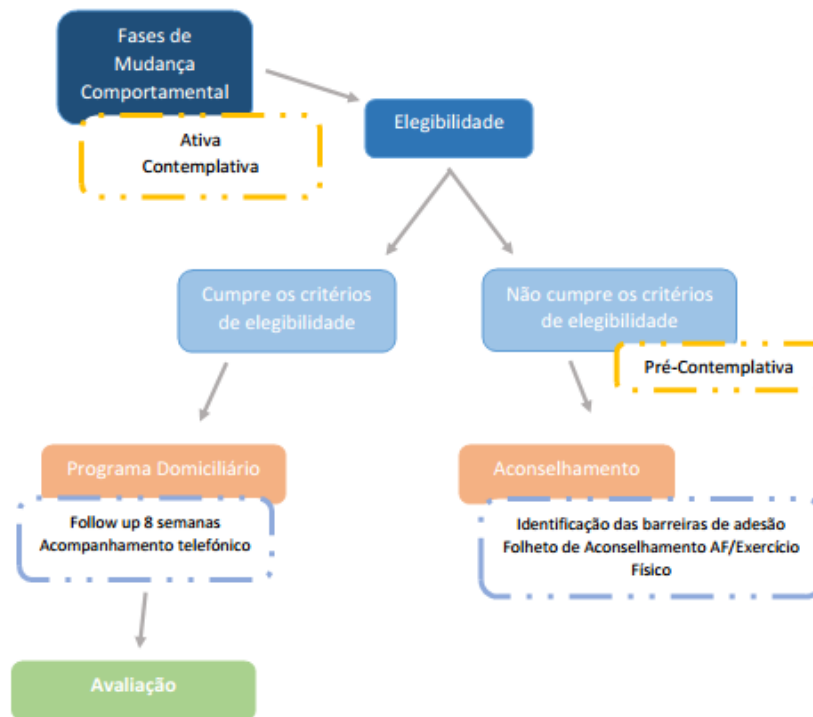 Fases de
Mudança
Comportamental
Ativa
Contemplativa
Elegibilidade
Cumpre os critérios
de elegibilidade
Não cumpre os critérios
de elegibilidade
Pré-Contemplativa
Programa Domiciliário
Follow up 8 semanas
Acompanhamento telefónico
Aconselhamento
Identificação das barreiras de adesão
Folheto de Aconselhamento AF/Exercício
Físico
Avaliação